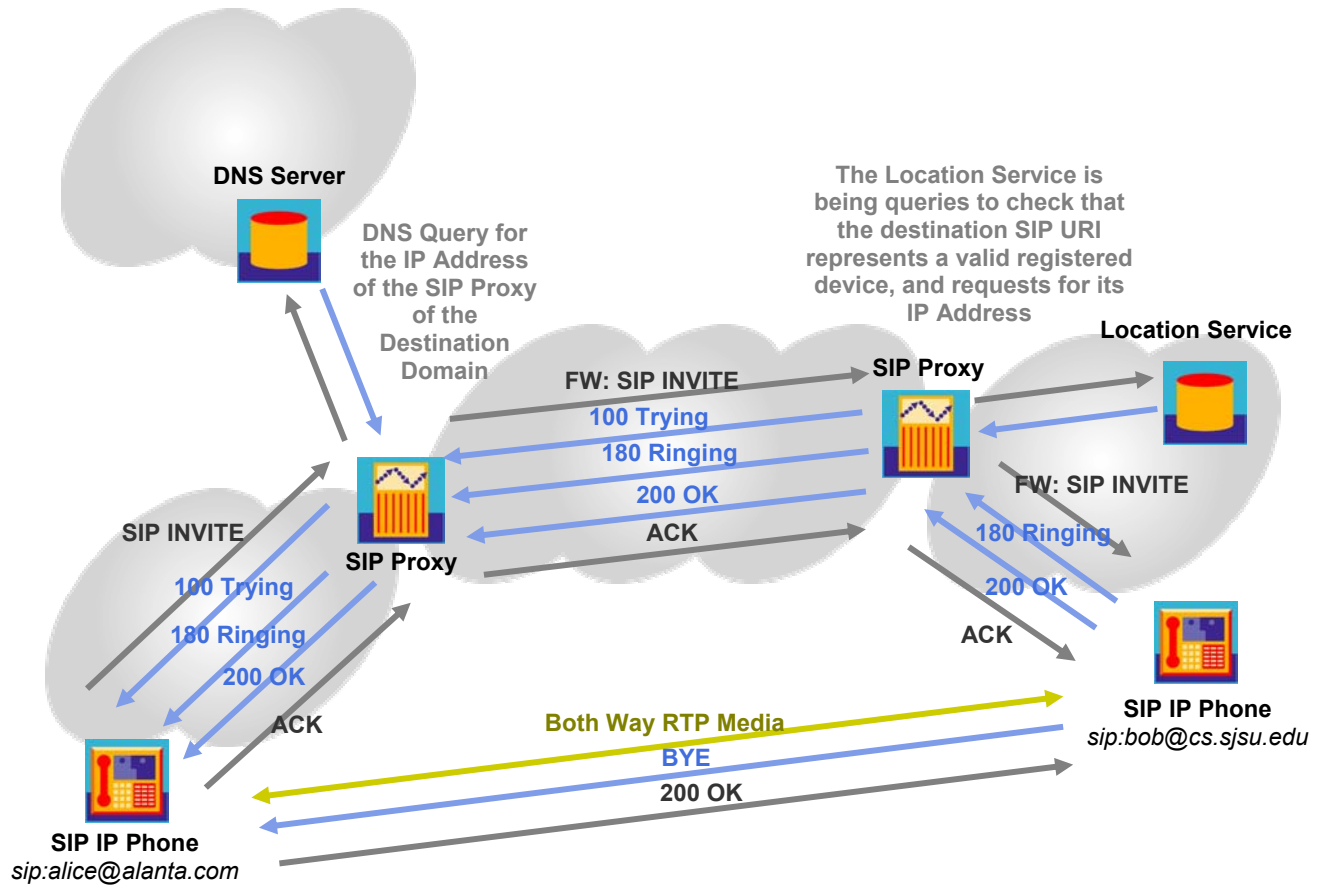 DNS Server
DNS Query for
the IP Address
of the SIP Proxy
of the
Destination
Domain
The Location Service is
being queries to check that
the destination SIP URI
represents a valid registered
device, and requests for its
IP Address
Location Service
SIP Proxy
FW: SIP INVITE
100 Trying
180 Ringing
200 OK
ACK
FW: SIP INVITE
180 Ringing
200 OK
ACK
SIP Proxy
SIP INVITE
100 Trying
180 Ringing
200 OK
ACK
Both Way RTP Media
BYE
200 OK
SIP IP Phone
sip:bob@cs.sjsu.edu
SIP IP Phone
sip:alice@alanta.com